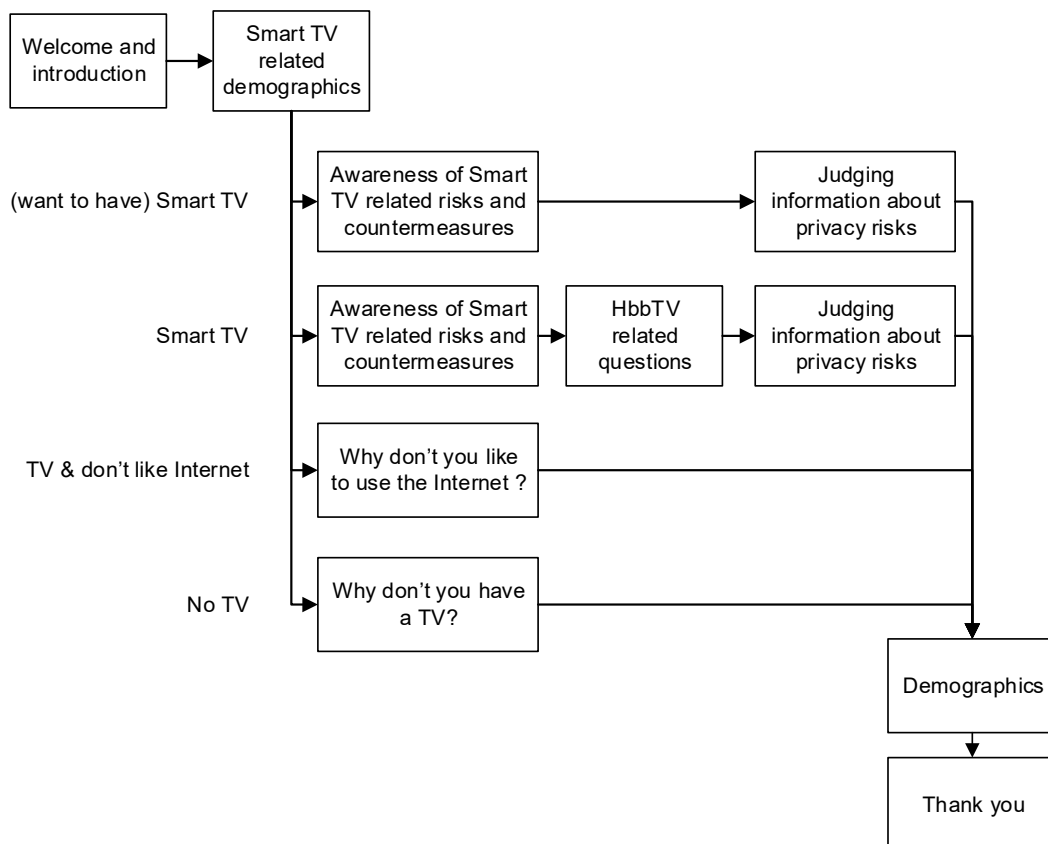 Welcome and
introduction
Smart TV
related
demographics
(want to have) Smart TV
Awareness of Smart
TV related risks and
countermeasures
Judging
information about
privacy risks
Smart TV
Awareness of Smart
TV related risks and
countermeasures
HbbTV
related
questions
Judging
information about
privacy risks
TV & don’t like Internet
Why don’t you like
to use the Internet ?
No TV
Why don’t you have
a TV?
Demographics
Thank you